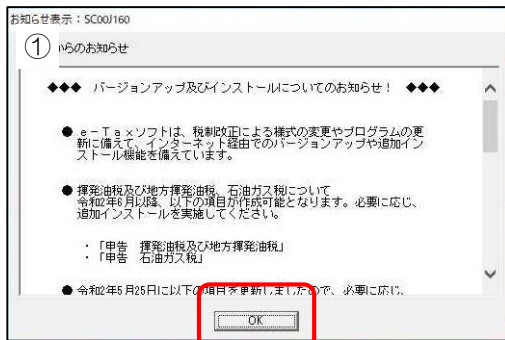 お知らせ表示：SC00J160
①
からのお知らせ
◆◆◆ バージョンアップ及びインストールについてのお知らせ！ ◆◆◆
● ｅ－Ｔａｘソフトは、税制改正による様式の変更やプログラムの更
新に備えて、インターネット経由でのバージョンアップや追加イン
ストール機能を備えています。
● 揮発油税及び地方揮発油税、石油ガス税について
令和2年6月以降、以下の項目が作成可能となります。必要に応じ、
追加インストールを実施してください。
・「申告 揮発油税及び地方揮発油税」
・「申告 石油ガス税」
● 令和2年5月25日に以下の項目を更新しましたので、必要に応じ、
OK